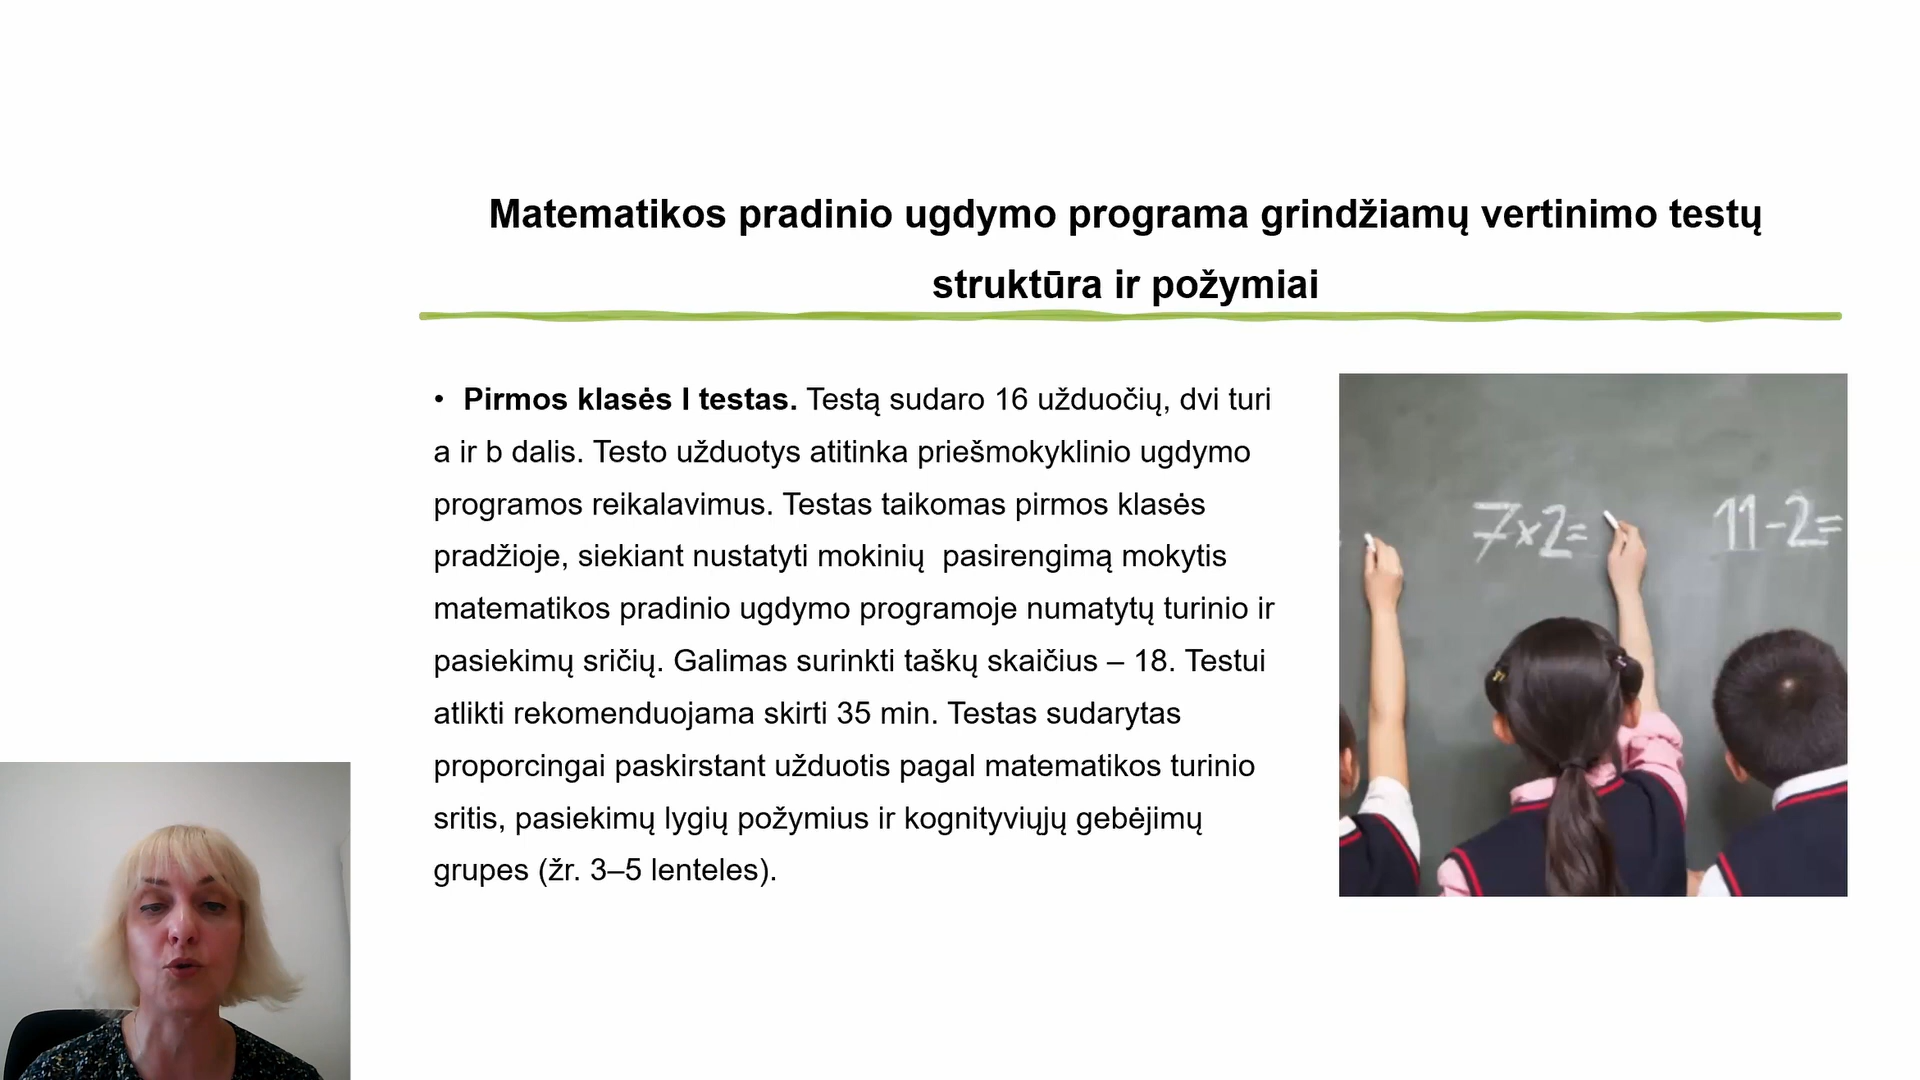 Matematikos pradinio ugdymo programa grindžiamų vertinimo testų
struktūra ir požymiai
• Pirmos klasės I testas. Testą sudaro 16 užduočių, dvi turi
a ir b dalis. Testo užduotys atitinka priešmokyklinio ugdymo
programos reikalavimus. Testas taikomas pirmos klasės
pradžioje, siekiant nustatyti mokinių  pasirengimą mokytis
matematikos pradinio ugdymo programoje numatytų turinio ir
pasiekimų sričių. Galimas surinkti taškų skaičius – 18. Testui
atlikti rekomenduojama skirti 35 min. Testas sudarytas
proporcingai paskirstant užduotis pagal matematikos turinio
sritis, pasiekimų lygių požymius ir kognityviųjų gebėjimų
grupes (žr. 3–5 lenteles).
7×2=
11-2=